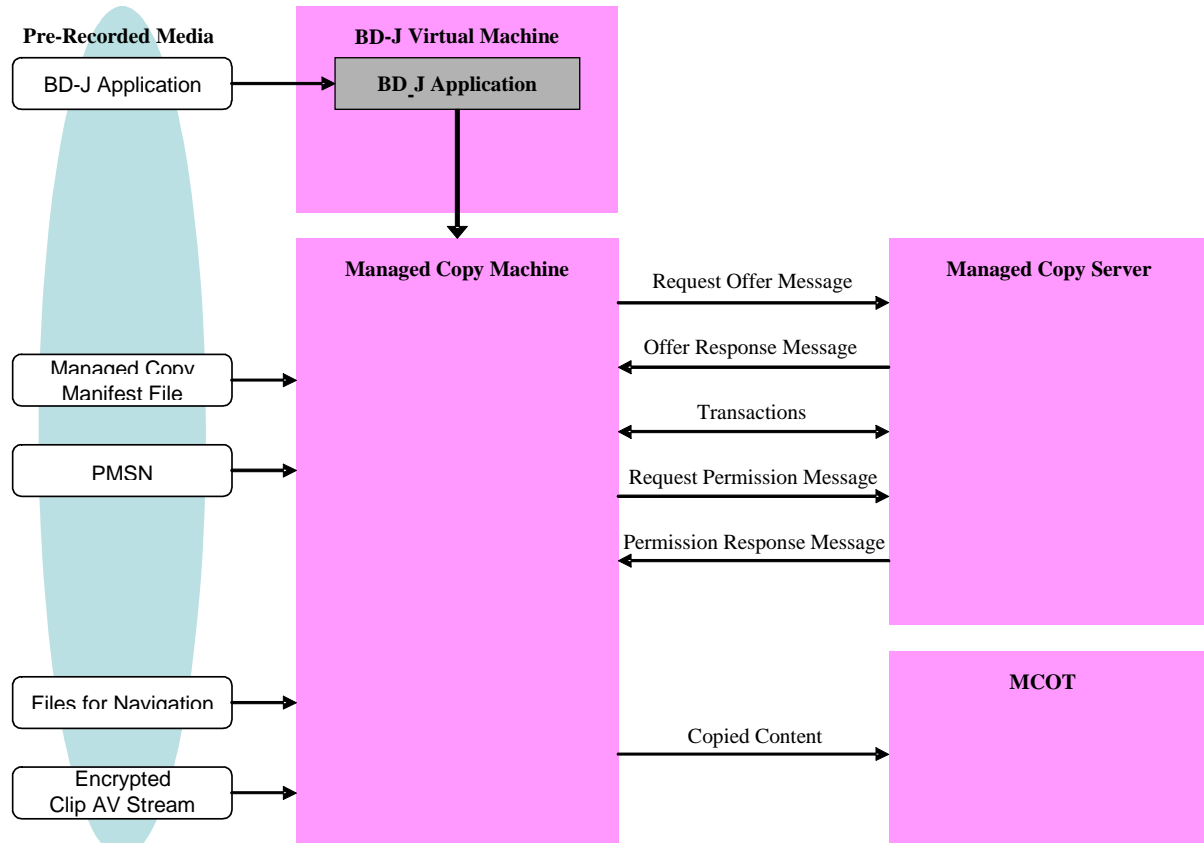 Pre-Recorded Media
BD-J Virtual Machine
BD-J Application
BD_J Application
Managed Copy Machine
Managed Copy Server
Request Offer Message
Offer Response Message
Managed Copy
Manifest File
Transactions
PMSN
Request Permission Message
Permission Response Message
Files for Navigation
MCOT
Copied Content
Encrypted
Clip AV Stream